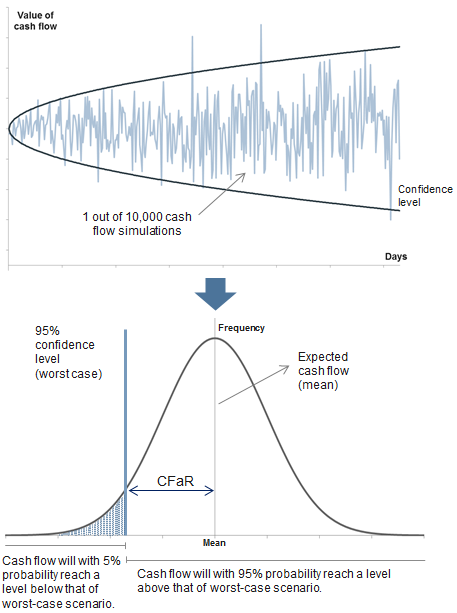 Value of
cash flow
1 out of 10,000 cash
flow simulations
Confidence
level
Days
95%
confidence
level
(worst case)
Frequency
Expected
cash flow
(mean)
CFaR
Mean
Cash flow will with 5%
probability reach a
level below that of
worst-case scenario.
Cash flow will with 95% probability reach a level
above that of worst-case scenario.